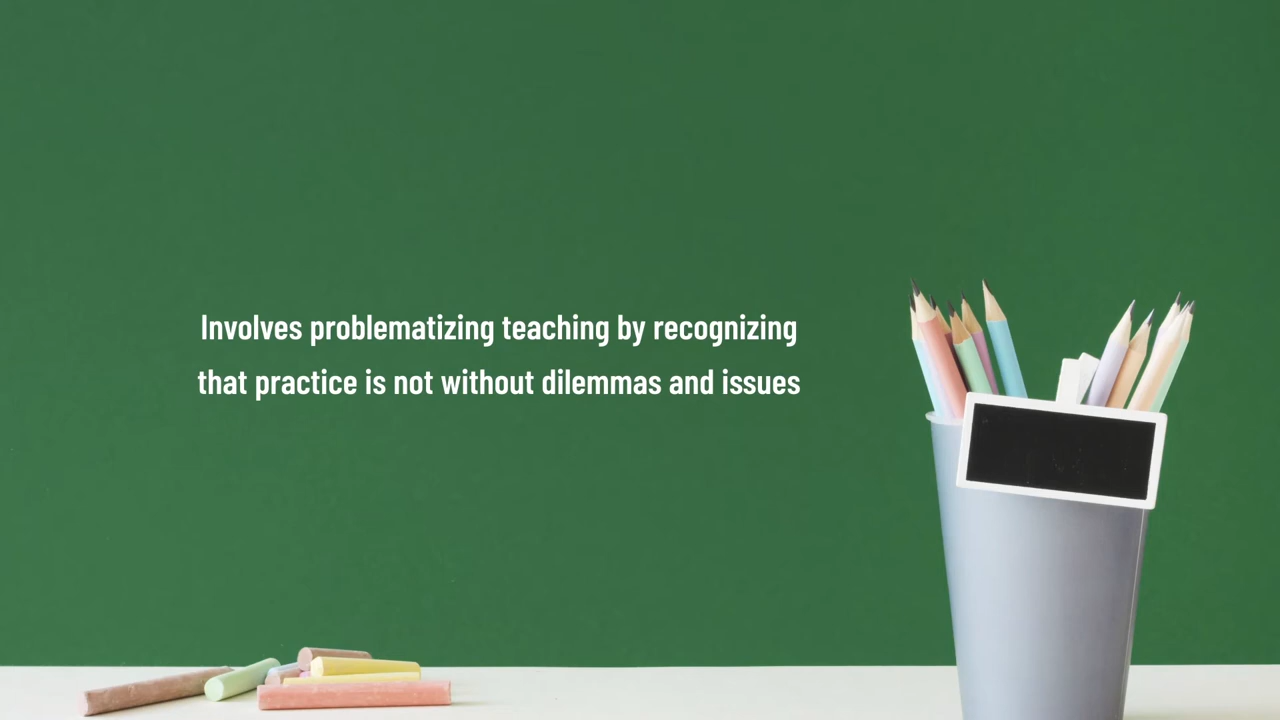 Involves problematizing teaching by recognizing
that practice is not without dilemmas and issues